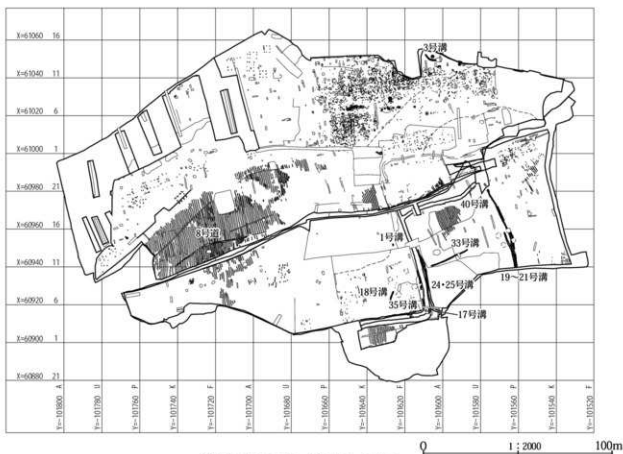 X=61060 16
X=61040 11
X=61020 6
X=61000 1
X=60980 21
X=60960 16
X=60940 11
X=60920 6
X=60900 1
X=60880 21
3号溝
8号道
40号溝
1号溝
33号溝
18号溝
24・25号溝
19～21号溝
35号溝
17号溝
Y=-101800 A
Y=-101780 U
Y=-101760 P
Y=-101740 K
Y=-101720 F
Y=-101700 A
Y=-101680 U
Y=-101660 P
Y=-101640 K
Y=-101620 F
Y=-101600 A
Y=-101580 U
Y=-101560 P
Y=-101540 K
Y=-101520 F
0 1：2000 100m